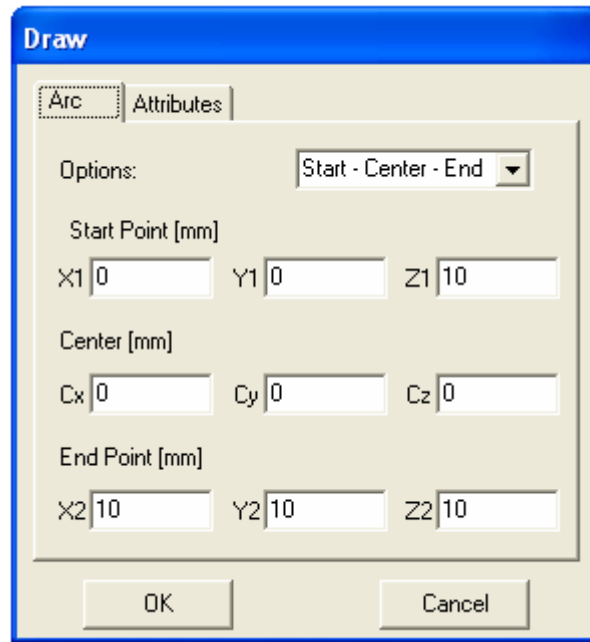 Draw
Arc Attributes
Options: Start - Center - End
Start Point [mm]
X1 0 Y1 0 Z1 10
Center [mm]
Cx 0 Cy 0 Cz 0
End Point [mm]
X2 10 Y2 10 Z2 10
OK Cancel